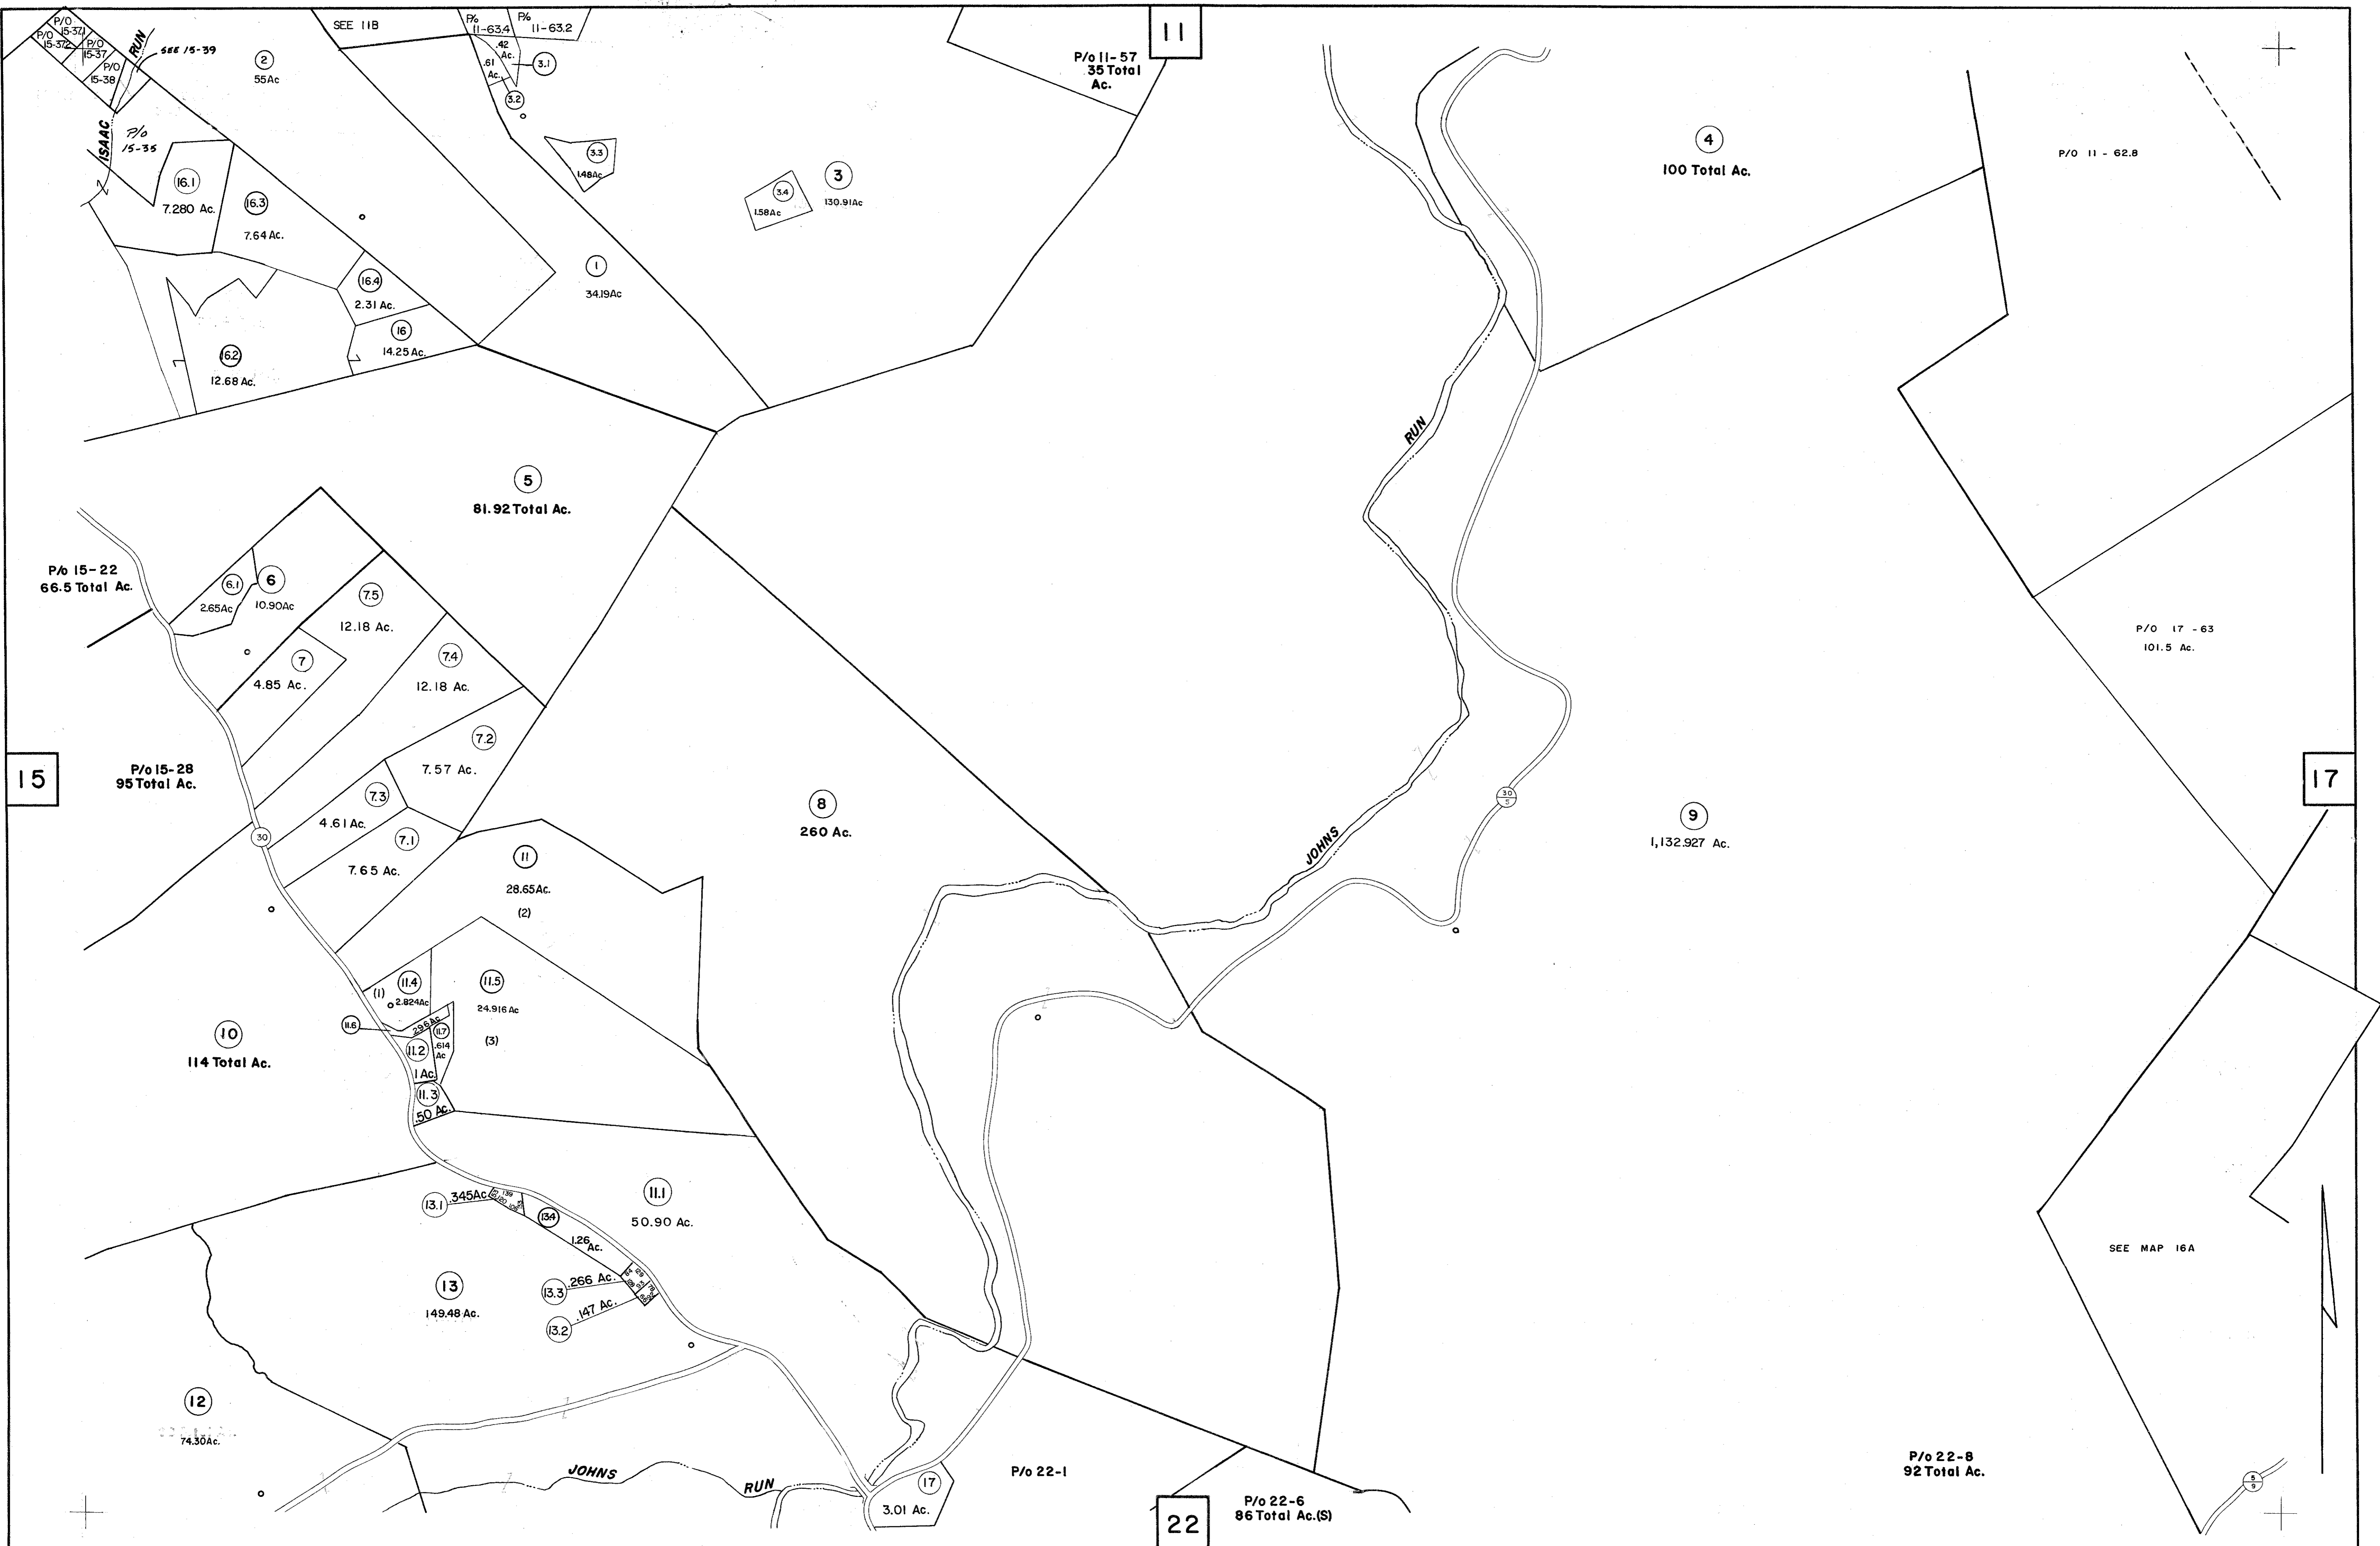 P/O
15-37.1
P/O
15-37.2
P/O
15-37
P/O
15-38
RUN
SEE 15-39
ISAAC
P/o
15-35
2
55Ac
SEE 11B
P/o
11-63.4
P/o
11-63.2
.42
Ac.
.61
Ac.
3.1
3.2
11
P/o 11-57
35 Total
Ac.
3.3
1.48Ac
3.4
1.58Ac
3
130.91Ac
4
100 Total Ac.
P/O 11 - 62.8
16.1
7.280 Ac.
16.3
7.64 Ac.
16.4
2.31 Ac.
16
14.25 Ac.
16.2
12.68 Ac.
1
34.19Ac
RUN
5
81.92 Total Ac.
P/o 15-22
66.5 Total Ac.
6.1
2.65Ac
6
10.90Ac
7.5
12.18 Ac.
7
4.85 Ac.
7.4
12.18 Ac.
7.2
7.57 Ac.
7.3
4.61 Ac.
7.1
7.65 Ac.
P/O 17 - 63
101.5 Ac.
15
P/o 15-28
95 Total Ac.
30
17
8
260 Ac.
30
5
9
1,132.927 Ac.
JOHNS
11
28.65Ac.
(2)
(1)
11.4
2.824Ac
11.5
24.916 Ac
(3)
11.6
.296 Ac
11.7
.614
Ac
11.2
1 Ac.
11.3
.50 Ac.
10
114 Total Ac.
13.1
.345Ac
139
13.4
1.26
Ac.
11.1
50.90 Ac.
13.3
.266 Ac.
13.2
.147 Ac.
13
149.48 Ac.
12
74.30Ac.
SEE MAP 16A
JOHNS
RUN
17
3.01 Ac.
P/o 22-1
22
P/o 22-6
86 Total Ac.(S)
P/o 22-8
92 Total Ac.
5
9